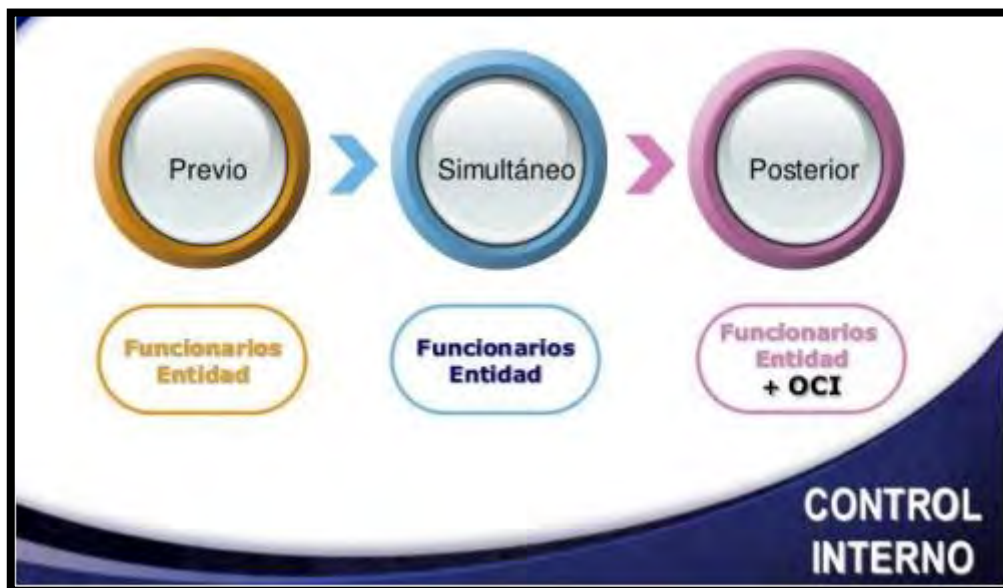 Previo
Simultáneo
Posterior
Funcionarios
Entidad
Funcionarios
Entidad
Funcionarios
Entidad
+ OCI
CONTROL
INTERNO